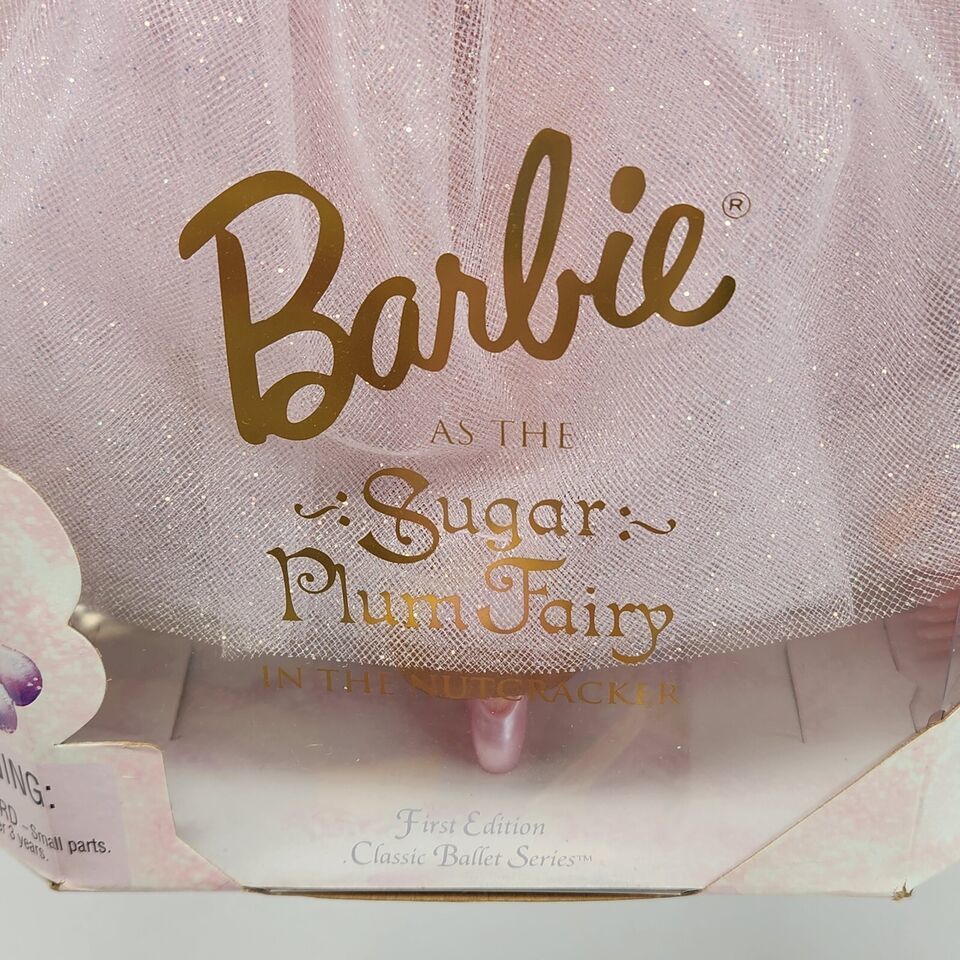 Barbie®
AS THE
Sugar
Plum Fairy
IN THE NUTCRACKER
First Edition
Classic Ballet Series™
ING:
RD - Small parts.
3 years.